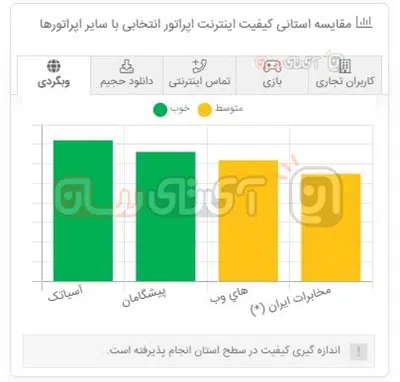 مقایسه استانی کیفیت اینترنت اپراتور انتخابی با سایر اپراتورها
کاربران تجاری
بازی
تماس اینترنتی
دانلود حجیم
وبگردی
متوسط
خوب
آی‌تی‌رسان
آسیاتک
پیشگامان
های وب
مخابرات ایران (*)
اندازه گیری کیفیت در سطح استان انجام پذیرفته است.